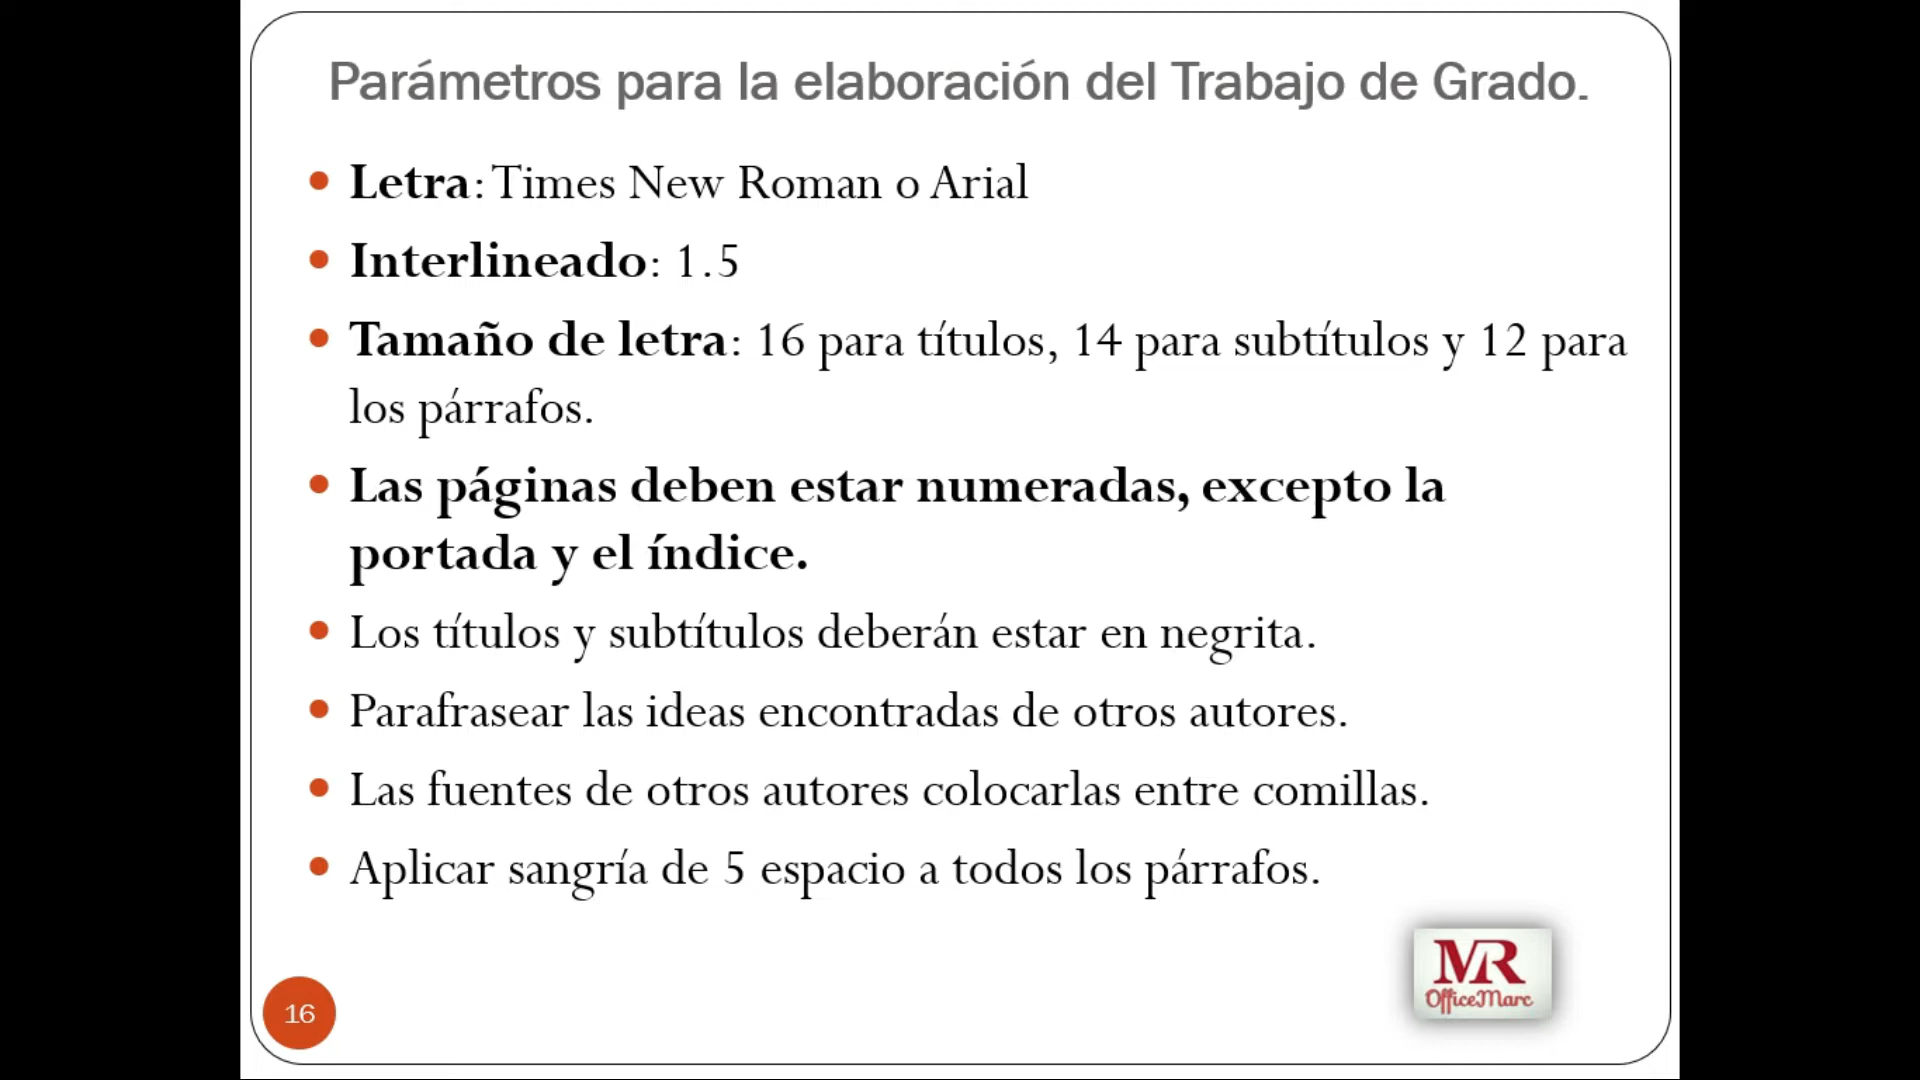 Parámetros para la elaboración del Trabajo de Grado.
Letra: Times New Roman o Arial
Interlineado: 1.5
Tamaño de letra: 16 para títulos, 14 para subtítulos y 12 para
los párrafos.
Las páginas deben estar numeradas, excepto la
portada y el índice.
Los títulos y subtítulos deberán estar en negrita.
Parafrasear las ideas encontradas de otros autores.
Las fuentes de otros autores colocarlas entre comillas.
Aplicar sangría de 5 espacio a todos los párrafos.
MR
OfficeMarc
16